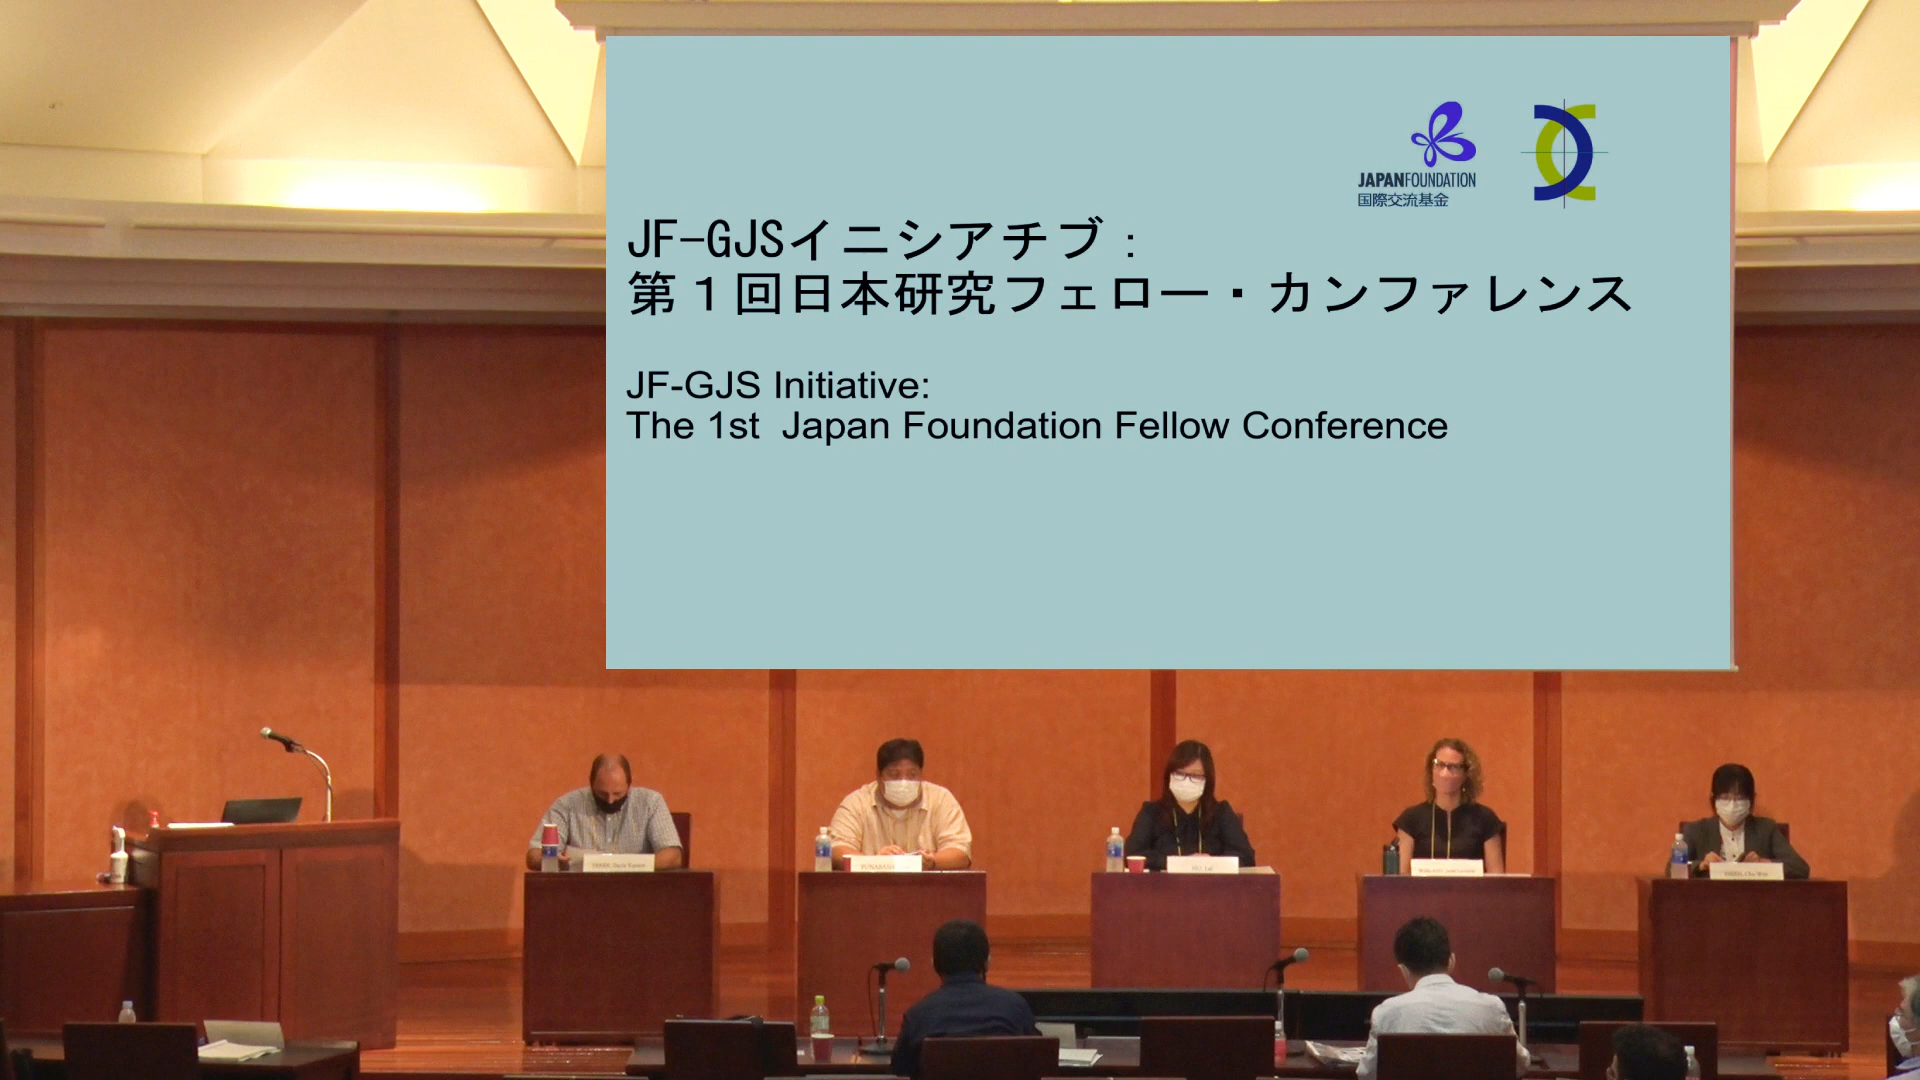 JAPANFOUNDATION
国際交流基金
JF-GJSイニシアチブ：
第１回日本研究フェロー・カンファレンス
JF-GJS Initiative:
The 1st Japan Foundation Fellow Conference